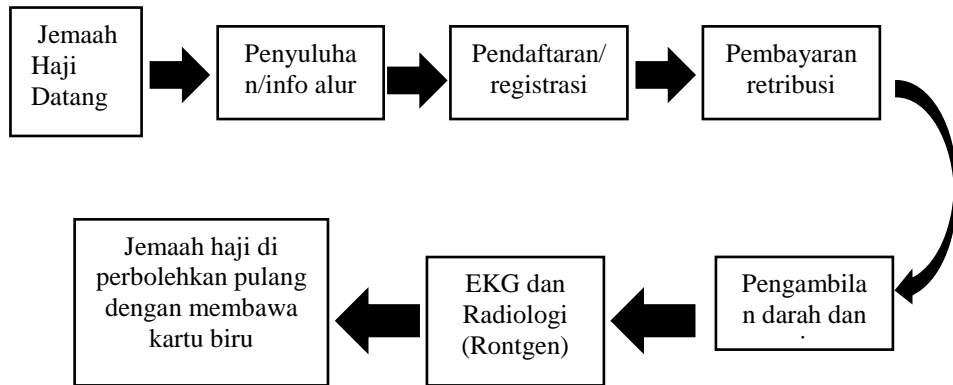 Jemaah
Haji
Datang
Penyuluha
n/info alur
Pendaftaran/
registrasi
Pembayaran
retribusi
Pengambila
n darah dan
EKG dan
Radiologi
(Rontgen)
Jemaah haji di
perbolehkan pulang
dengan membawa
kartu biru